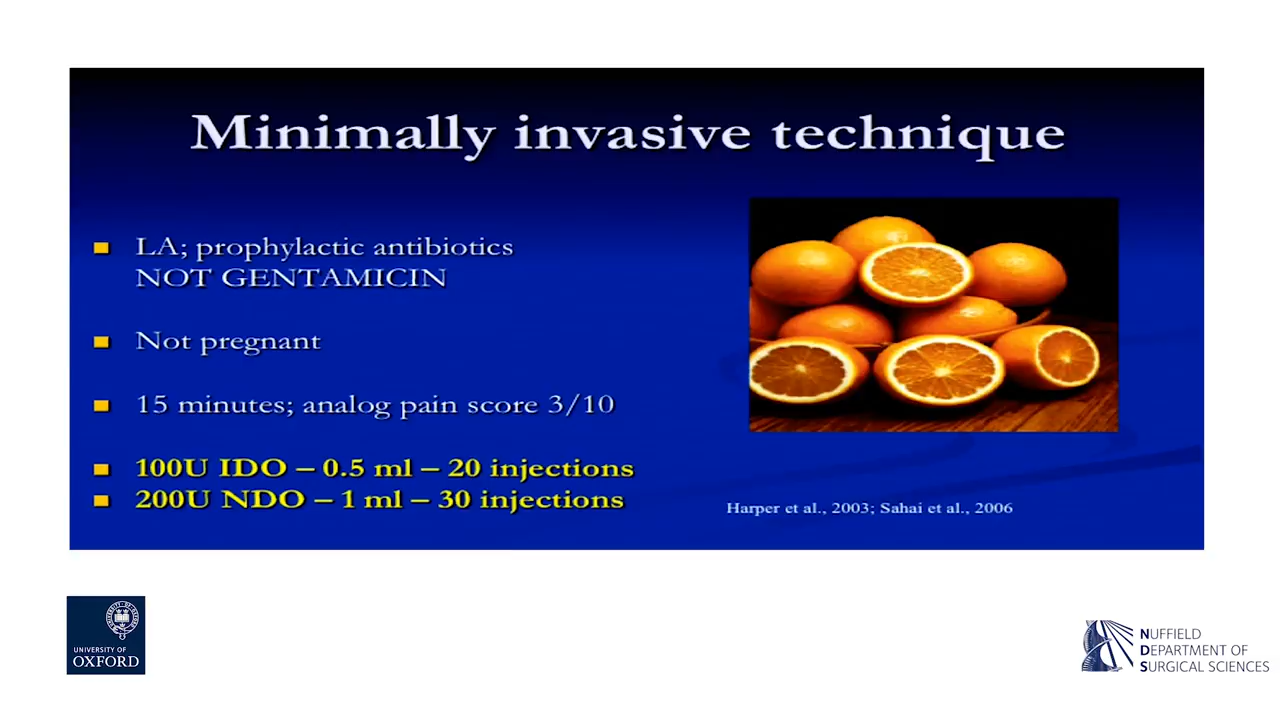 Minimally invasive technique
LA; prophylactic antibiotics
NOT GENTAMICIN
Not pregnant
15 minutes; analog pain score 3/10
100U IDO – 0.5 ml – 20 injections
200U NDO – 1 ml – 30 injections
Harper et al., 2003; Sahai et al., 2006
UNIVERSITY OF
OXFORD
NUFFIELD
DEPARTMENT OF
SURGICAL SCIENCES